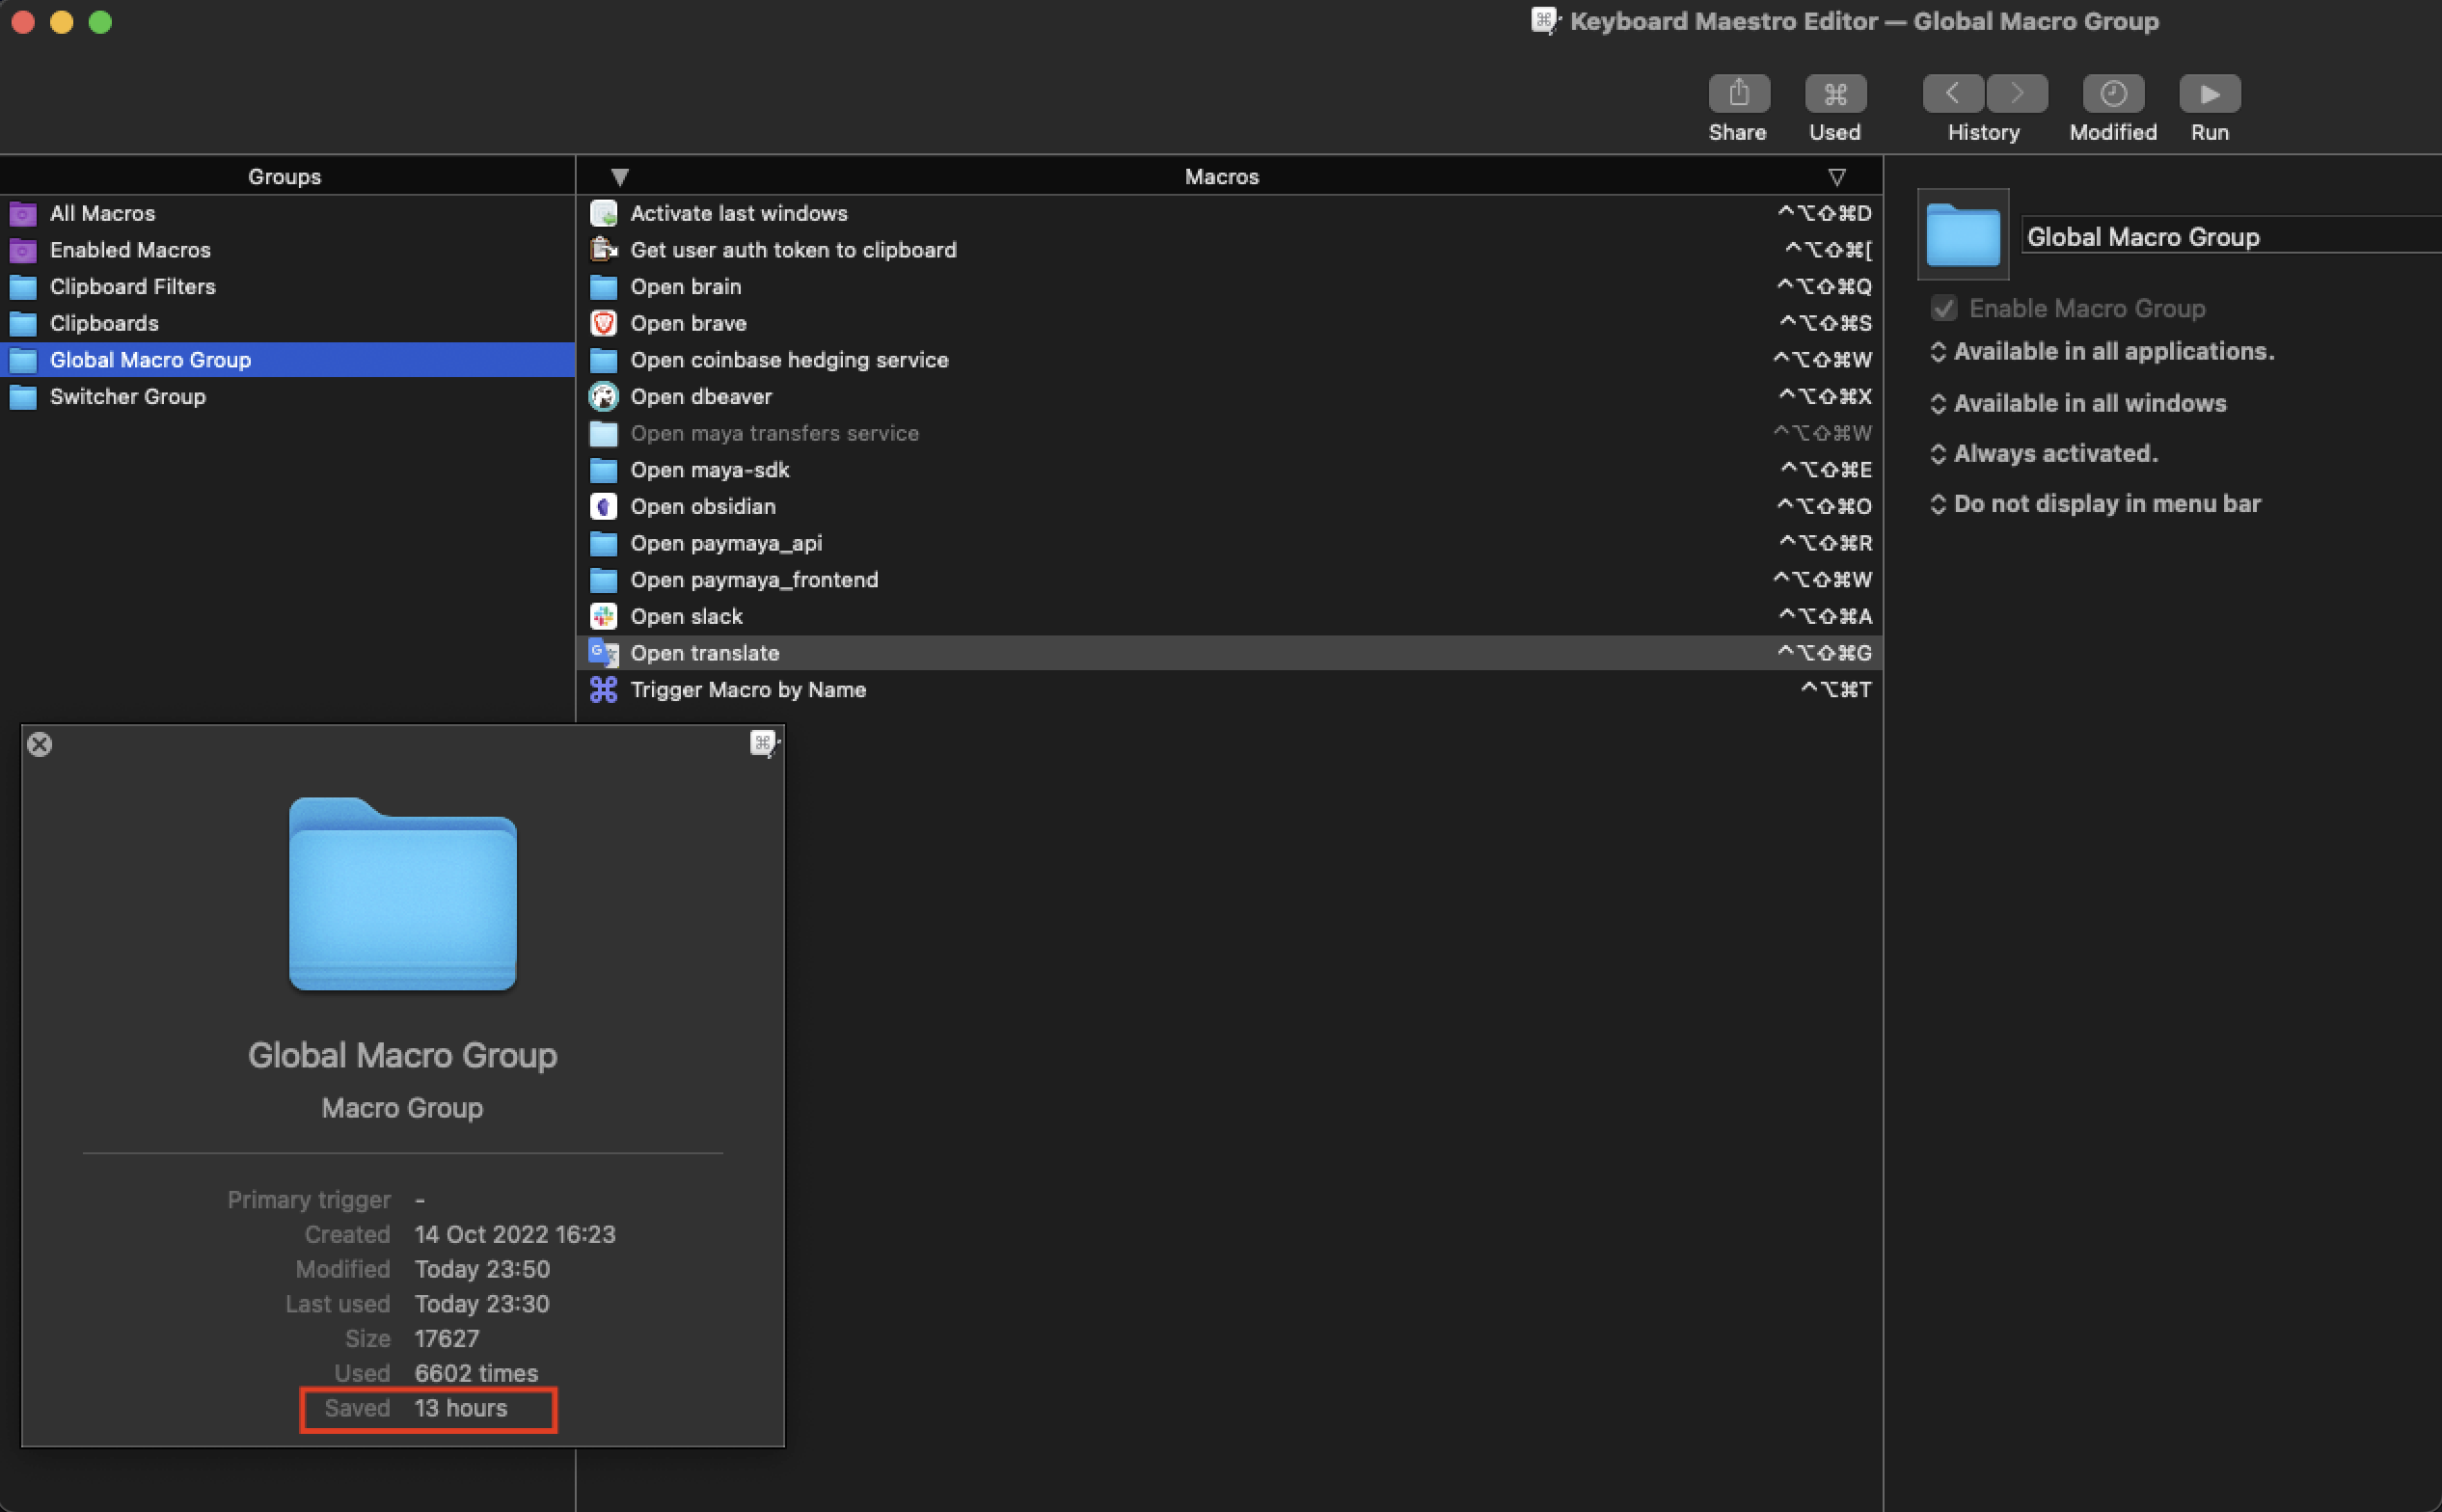 Keyboard Maestro Editor — Global Macro Group
Share
Used
History
Modified
Run
Groups
Macros
All Macros
Enabled Macros
Clipboard Filters
Clipboards
Global Macro Group
Switcher Group
Activate last windows ^⌥⇧⌘D
Get user auth token to clipboard ^⌥⇧⌘[
Open brain ^⌥⇧⌘Q
Open brave ^⌥⇧⌘S
Open coinbase hedging service ^⌥⇧⌘W
Open dbeaver ^⌥⇧⌘X
Open maya transfers service ^⌥⇧⌘W
Open maya-sdk ^⌥⇧⌘E
Open obsidian ^⌥⇧⌘O
Open paymaya_api ^⌥⇧⌘R
Open paymaya_frontend ^⌥⇧⌘W
Open slack ^⌥⇧⌘A
Open translate ^⌥⇧⌘G
Trigger Macro by Name ^⌥⌘T
Global Macro Group
Enable Macro Group
Available in all applications.
Available in all windows
Always activated.
Do not display in menu bar
Global Macro Group
Macro Group
Primary trigger -
Created 14 Oct 2022 16:23
Modified Today 23:50
Last used Today 23:30
Size 17627
Used 6602 times
Saved 13 hours